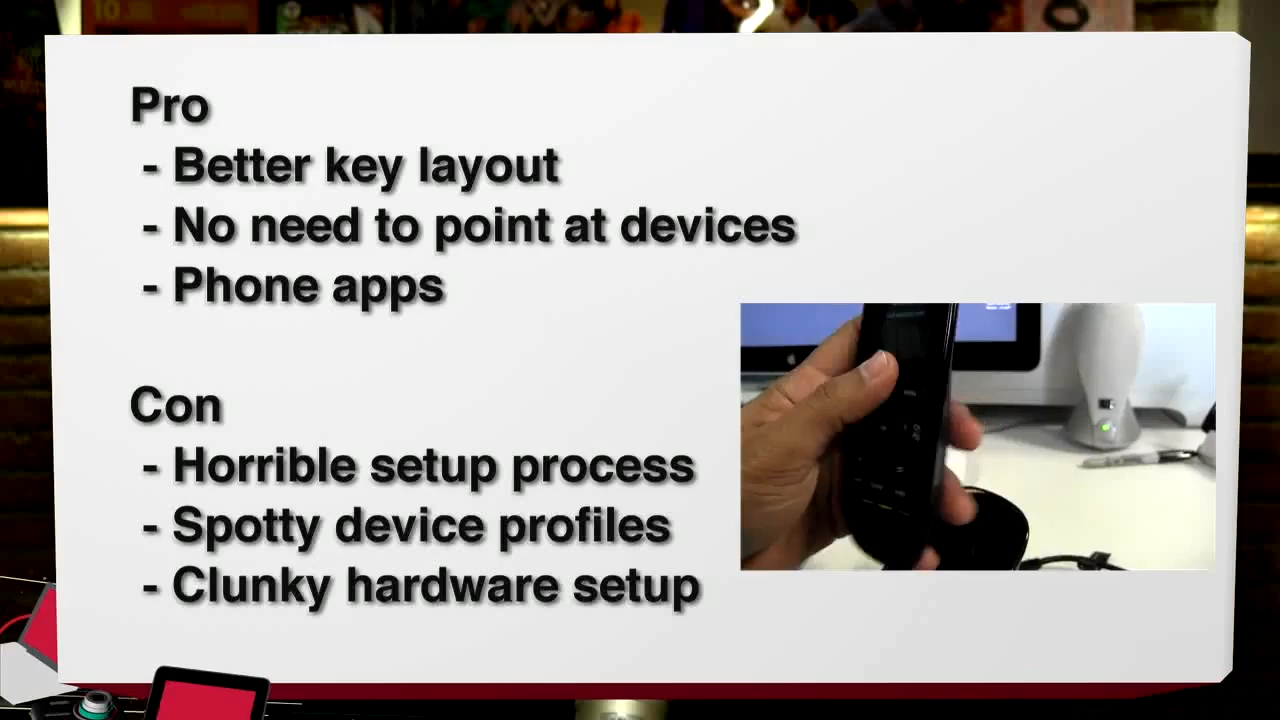 Pro
- Better key layout
- No need to point at devices
- Phone apps
Con
- Horrible setup process
- Spotty device profiles
- Clunky hardware setup